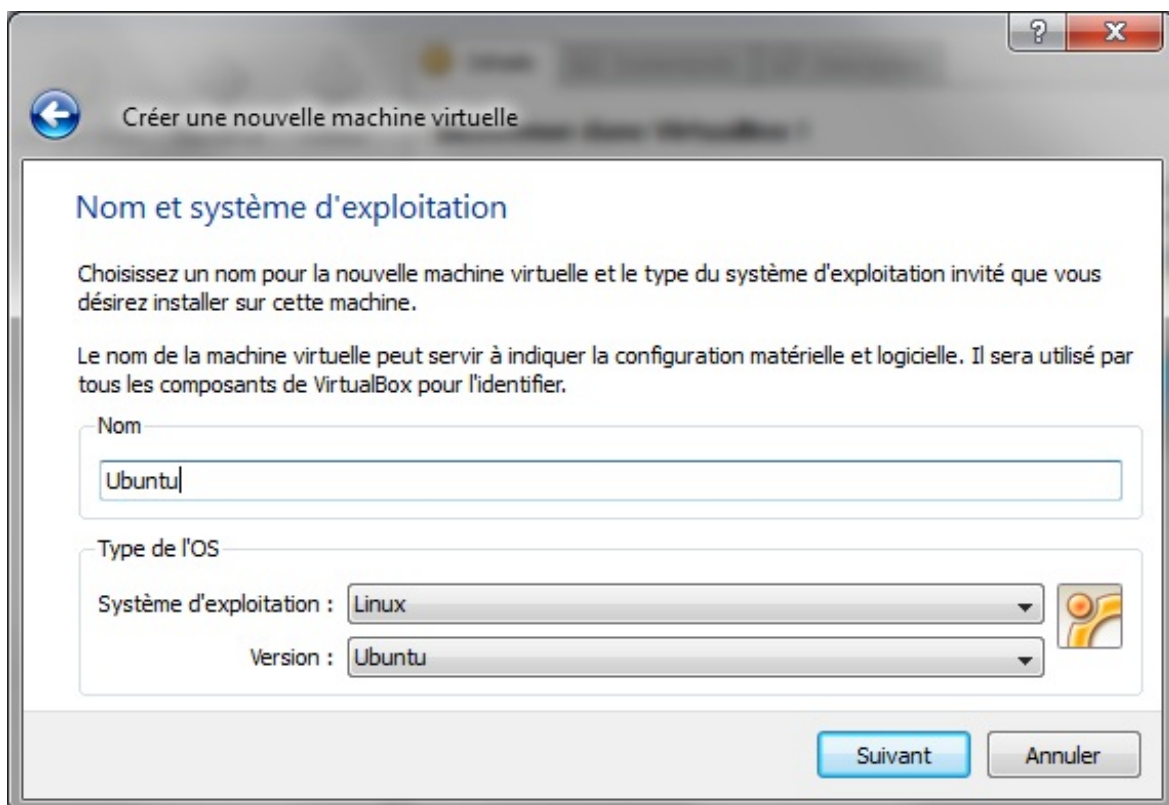 Créer une nouvelle machine virtuelle
Nom et système d'exploitation
Choisissez un nom pour la nouvelle machine virtuelle et le type du système d'exploitation invité que vous
désirez installer sur cette machine.
Le nom de la machine virtuelle peut servir à indiquer la configuration matérielle et logicielle. Il sera utilisé par
tous les composants de VirtualBox pour l'identifier.
Nom
Ubuntu
Type de l'OS
Système d'exploitation : Linux
Version : Ubuntu
Suivant Annuler